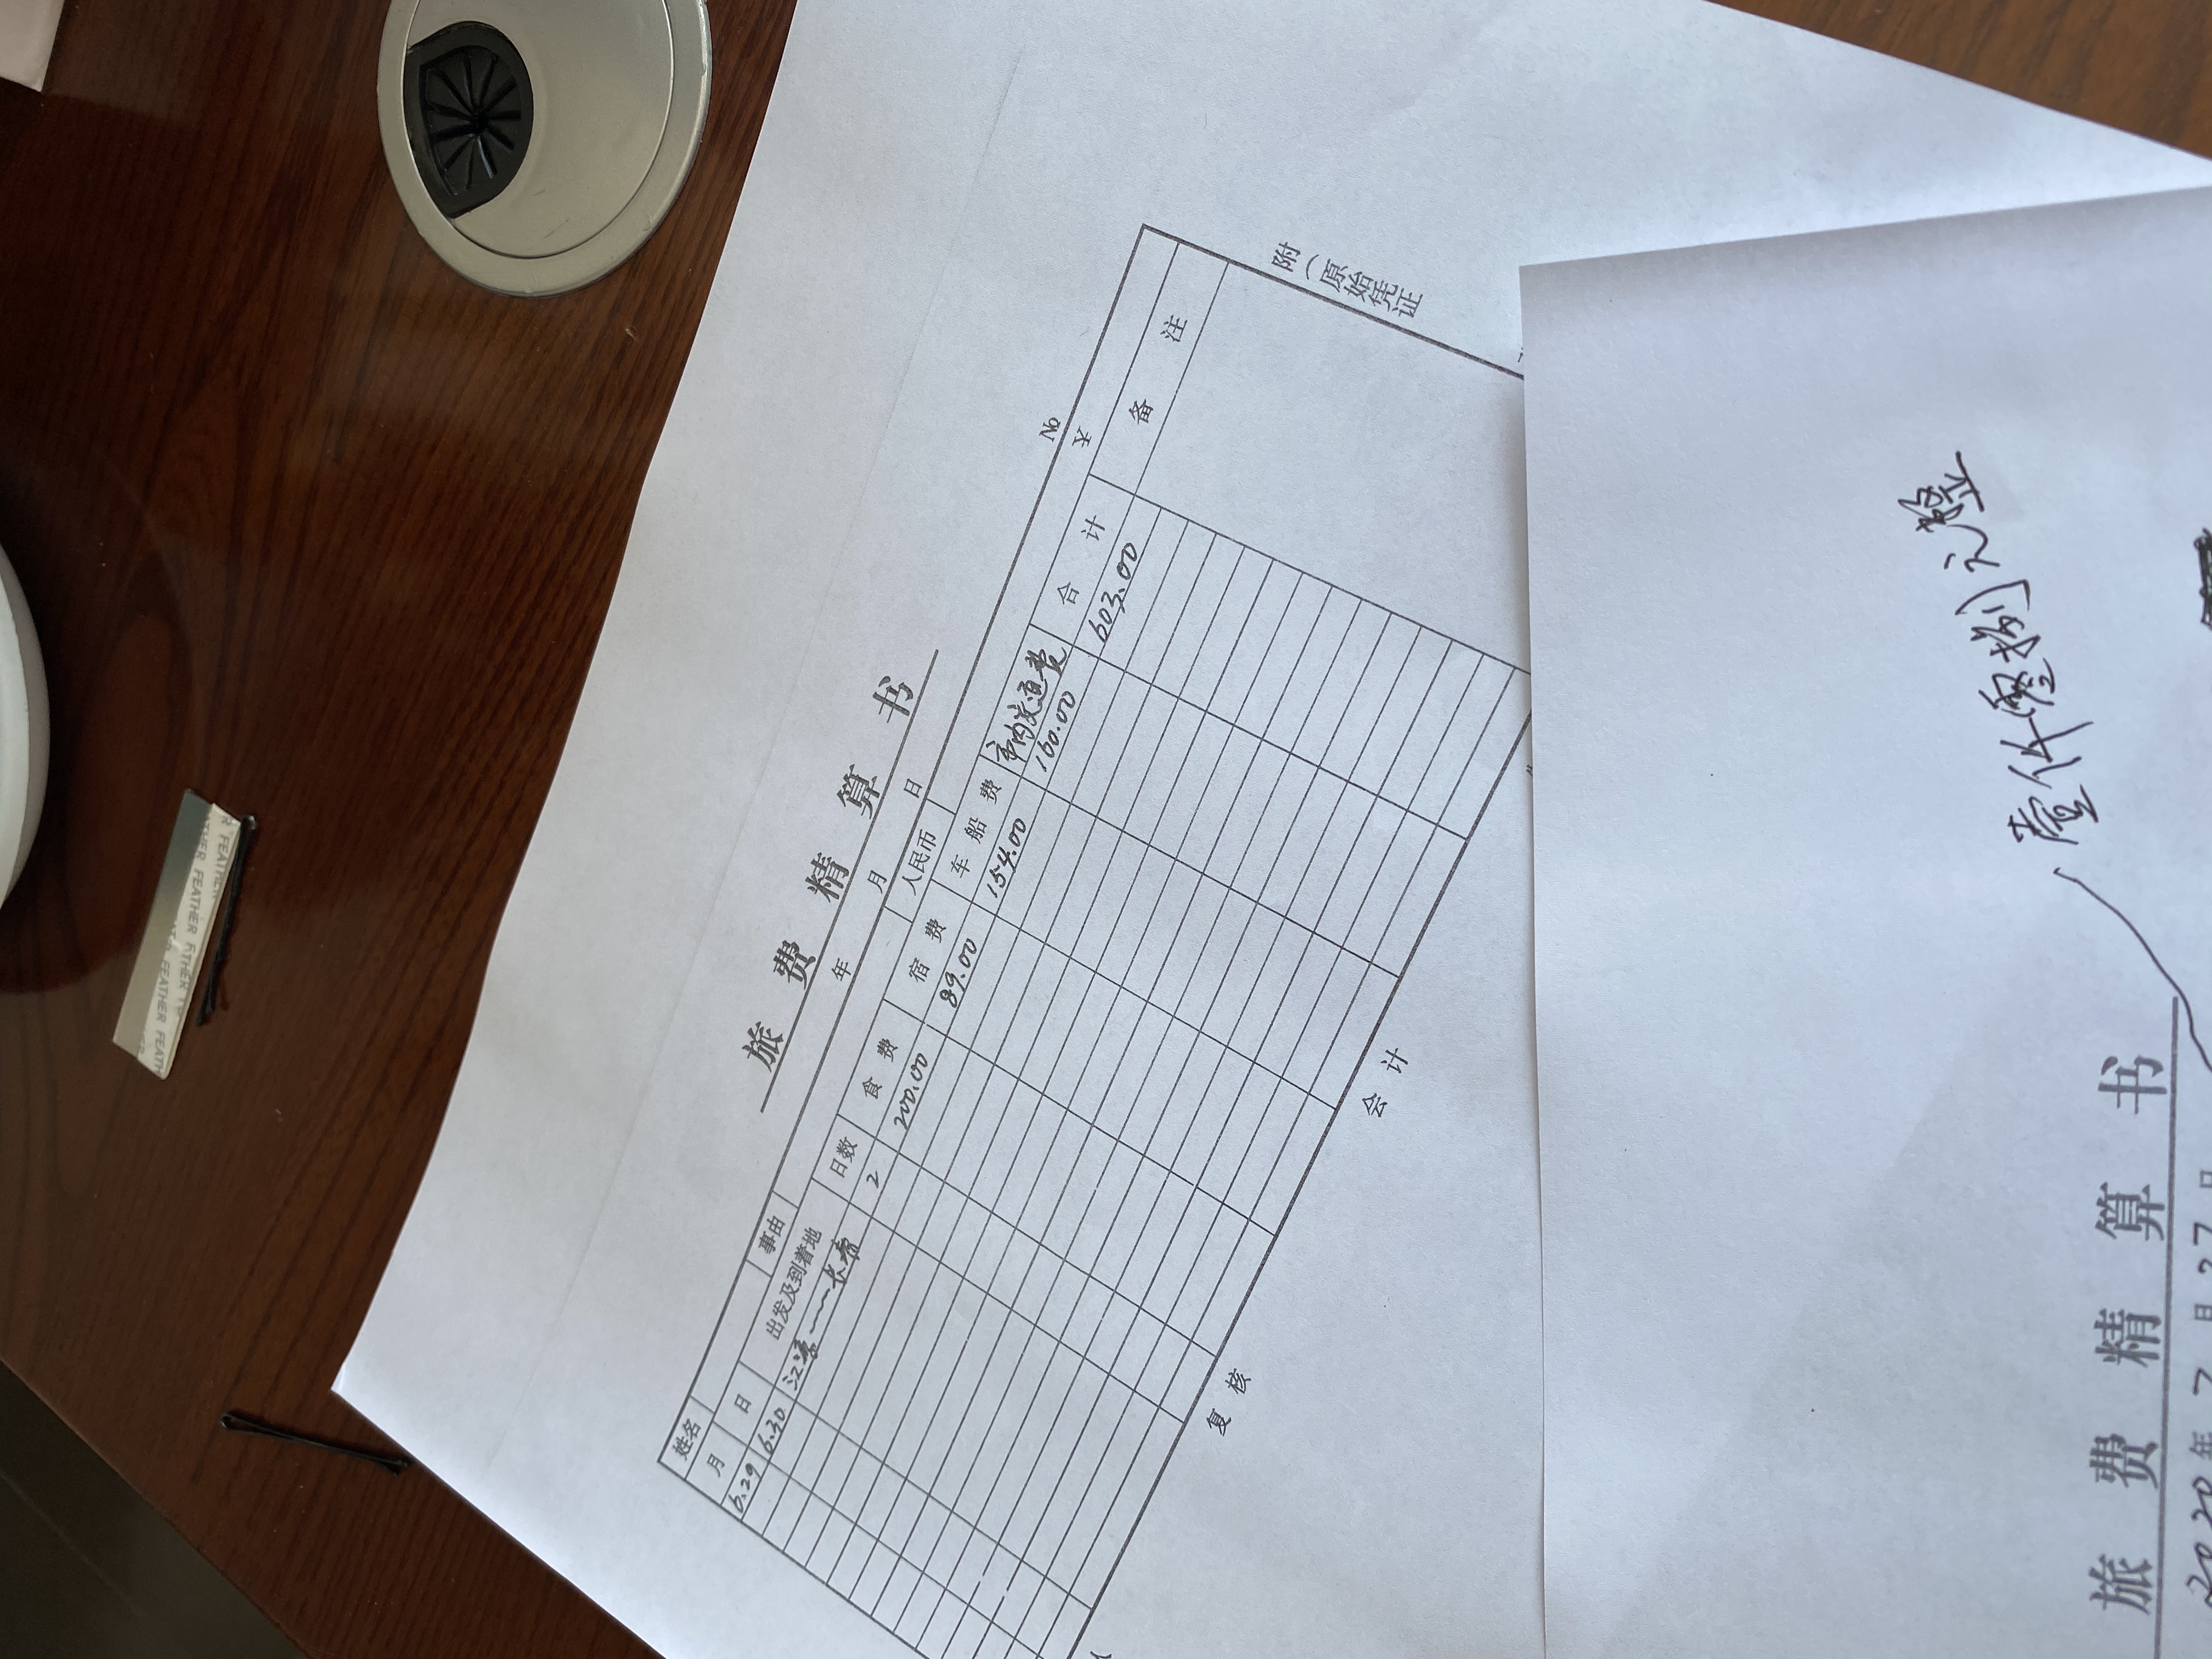 FEATHER FEATHER FEATH
旅费精算书
年 月 日
No
姓名 事由 人民币 ¥
月 日 出发及到着地 日数 食费 宿费 车船费 市内交通费 合计 备注
6.29 6.30 江源——长春 2 200.00 89.00 154.00 160.00 603.00
附（原始凭证
复核 会计
壹仟零捌元整
旅费精算书
2020年7月27日